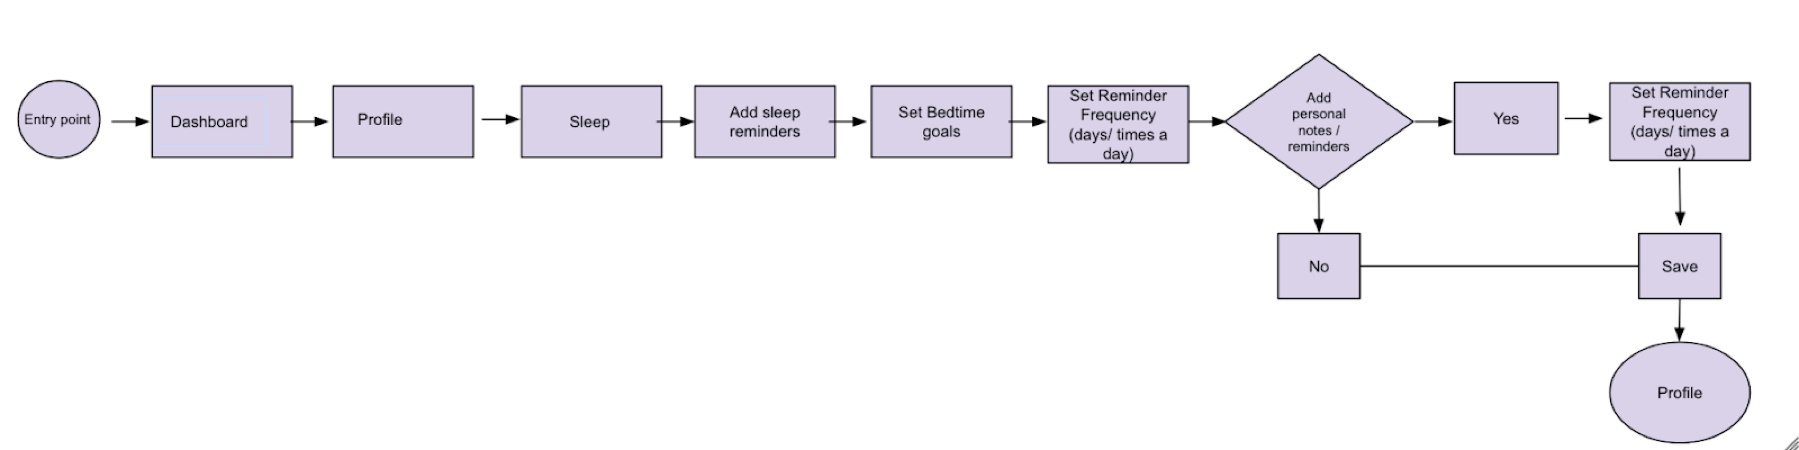 Entry point
Dashboard
Profile
Sleep
Add sleep
reminders
Set Bedtime
goals
Set Reminder
Frequency
(days/ times a
day)
Add
personal
notes /
reminders
Yes
Set Reminder
Frequency
(days/ times a
day)
No
Save
Profile